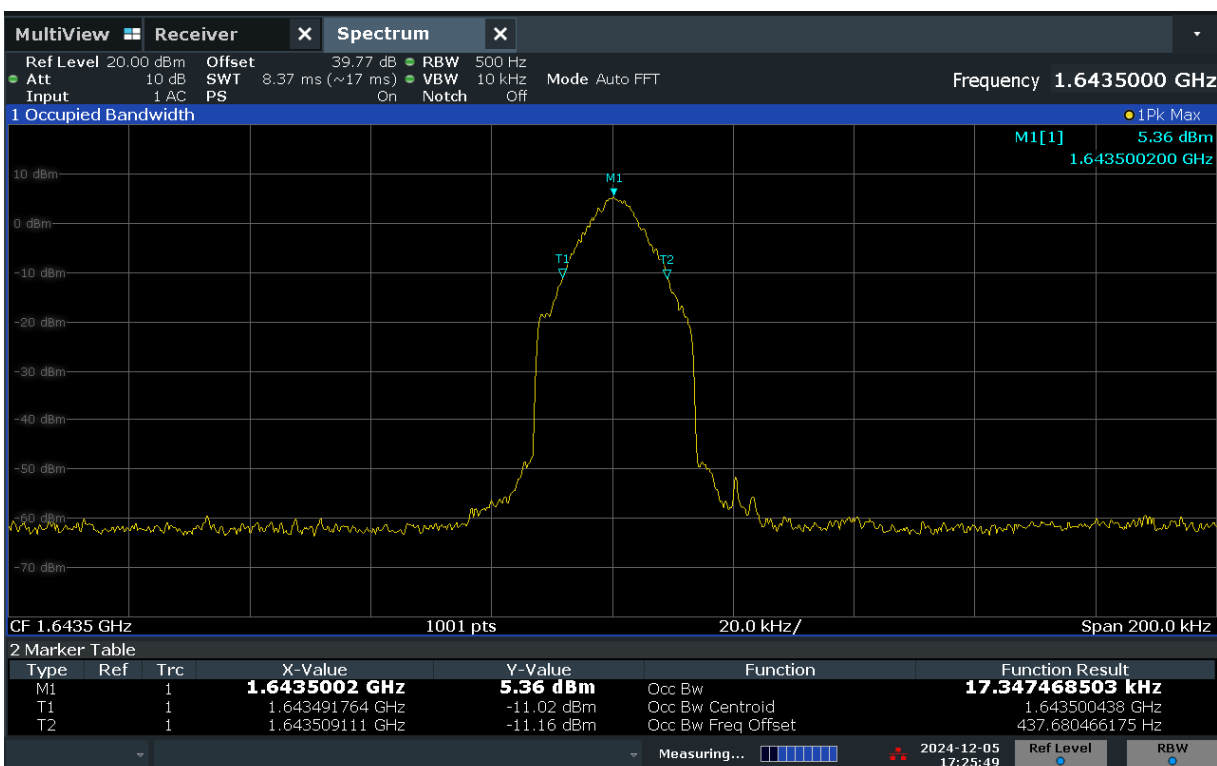 MultiView Receiver X Spectrum X
Ref Level 20.00 dBm Offset 39.77 dB RBW 500 Hz
Att 10 dB SWT 8.37 ms (~17 ms) VBW 10 kHz Mode Auto FFT Frequency 1.6435000 GHz
Input 1 AC PS On Notch Off
1 Occupied Bandwidth 1Pk Max
M1[1] 5.36 dBm
1.643500200 GHz
10 dBm
M1
0 dBm
T1 T2
-10 dBm
-20 dBm
-30 dBm
-40 dBm
-50 dBm
-60 dBm
-70 dBm
CF 1.6435 GHz 1001 pts 20.0 kHz/ Span 200.0 kHz
2 Marker Table
Type Ref Trc X-Value Y-Value Function Function Result
M1 1 1.6435002 GHz 5.36 dBm Occ Bw 17.347468503 kHz
T1 1 1.643491764 GHz -11.02 dBm Occ Bw Centroid 1.643500438 GHz
T2 1 1.643509111 GHz -11.16 dBm Occ Bw Freq Offset 437.680466175 Hz
Measuring... 2024-12-05 Ref Level RBW
17:25:49